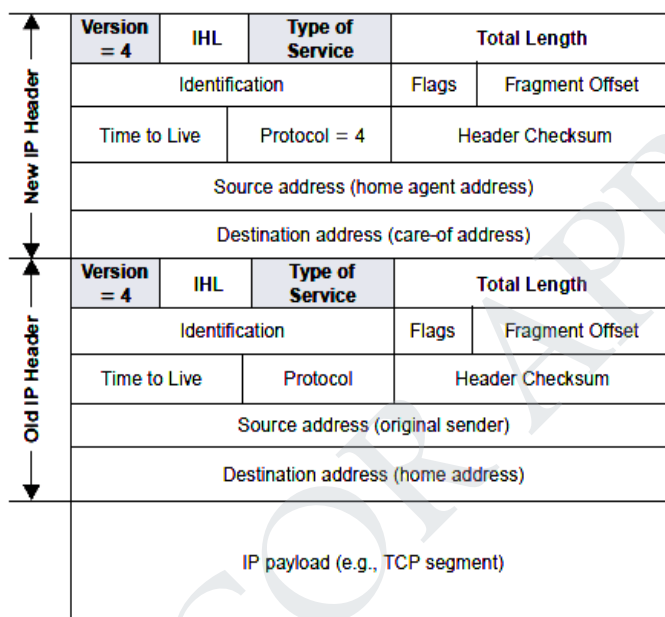 Version = 4 IHL Type of Service Total Length
Identification Flags Fragment Offset
Time to Live Protocol = 4 Header Checksum
Source address (home agent address)
Destination address (care-of address)
New IP Header
Version = 4 IHL Type of Service Total Length
Identification Flags Fragment Offset
Time to Live Protocol Header Checksum
Source address (original sender)
Destination address (home address)
Old IP Header
IP payload (e.g., TCP segment)
COR APP